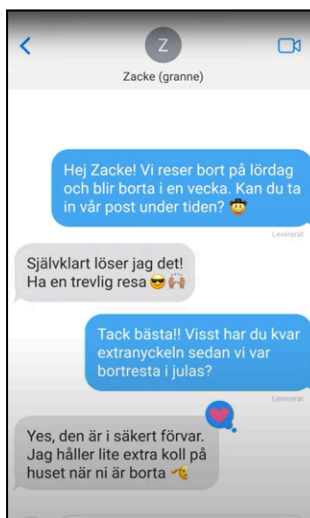 Z
Zacke (granne)
Hej Zacke! Vi reser bort på lördag
och blir borta i en vecka. Kan du ta
in vår post under tiden? 🤠
Levererat
Självklart löser jag det!
Ha en trevlig resa 😎🙌🏽
Tack bästa!! Visst har du kvar
extranyckeln sedan vi var
bortresta i julas?
Levererat
Yes, den är i säkert förvar.
Jag håller lite extra koll på
huset när ni är borta 🫡